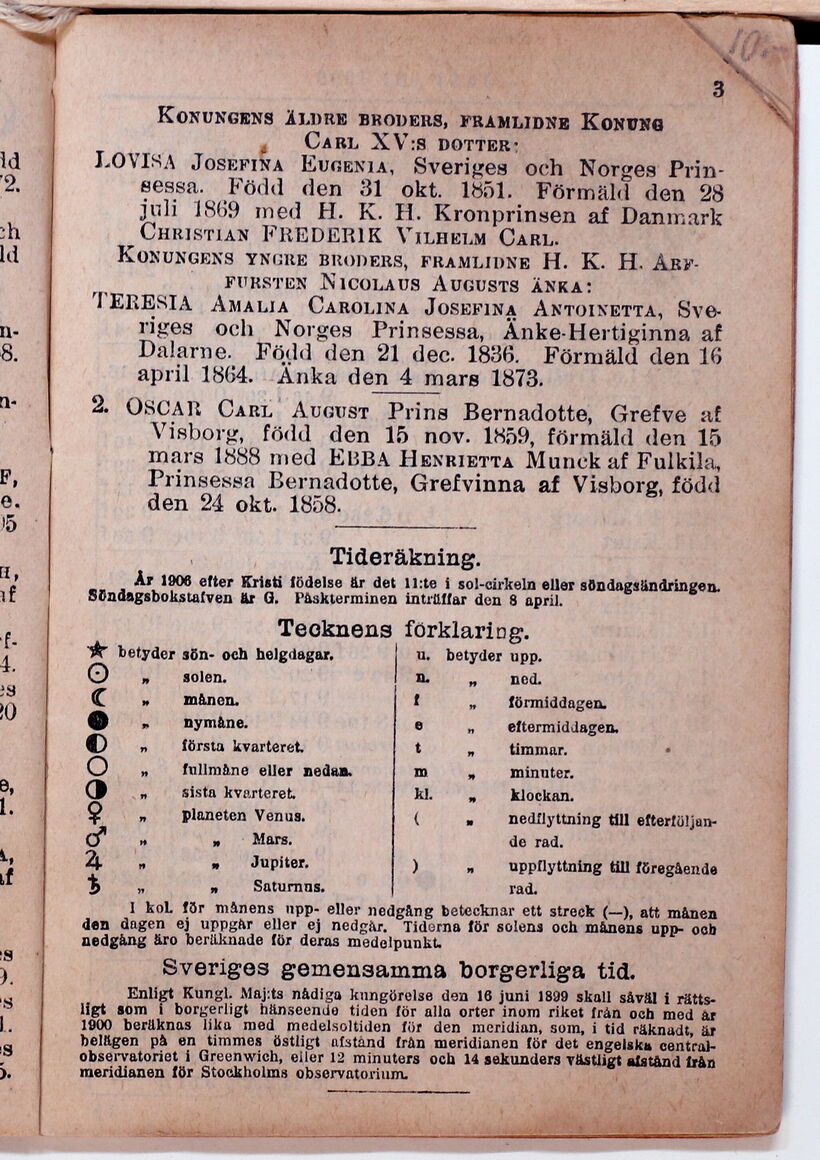 10:-
3
KONUNGENS ÄLDRE BRODERS, FRAMLIDNE KONUNG
CARL XV:S DOTTER:
LOVISA JOSEFINA EUGENIA, Sveriges och Norges Prin-
sessa. Född den 31 okt. 1851. Förmäld den 28
juli 1869 med H. K. H. Kronprinsen af Danmark
CHRISTIAN FREDERIK VILHELM CARL.
KONUNGENS YNGRE BRODERS, FRAMLIDNE H. K. H. ARF-
FURSTEN NICOLAUS AUGUSTS ÄNKA:
TERESIA AMALIA CAROLINA JOSEFINA ANTOINETTA, Sve-
riges och Norges Prinsessa, Änke-Hertiginna af
Dalarne. Född den 21 dec. 1836. Förmäld den 16
april 1864. Änka den 4 mars 1873.
2. OSCAR CARL AUGUST Prins Bernadotte, Grefve af
Visborg, född den 15 nov. 1859, förmäld den 15
mars 1888 med EBBA HENRIETTA Munck af Fulkila,
Prinsessa Bernadotte, Grefvinna af Visborg, född
den 24 okt. 1858.
Tideräkning.
År 1906 efter Kristi födelse är det 11:te i sol-cirkeln eller söndagsändringen.
Söndagsbokstafven är G. Påskterminen inträffar den 8 april.
Tecknens förklaring.
★ betyder sön- och helgdagar.
☉ „ solen.
☾ „ månen.
● „ nymåne.
◐ „ första kvarteret.
○ „ fullmåne eller nedan.
◑ „ sista kvarteret.
♀ „ planeten Venus.
♂ „ „ Mars.
♃ „ „ Jupiter.
♄ „ „ Saturnus.
u. betyder upp.
n. „ ned.
f „ förmiddagen.
e „ eftermiddagen.
t „ timmar.
m „ minuter.
kl. „ klockan.
( „ nedflyttning till efterföljan-
de rad.
) „ uppflyttning till föregående
rad.
I kol. för månens upp- eller nedgång betecknar ett streck (—), att månen
den dagen ej uppgår eller ej nedgår. Tiderna för solens och månens upp- och
nedgång äro beräknade för deras medelpunkt.
Sveriges gemensamma borgerliga tid.
Enligt Kungl. Maj:ts nådiga kungörelse den 16 juni 1899 skall såväl i rätts-
ligt som i borgerligt hänseende tiden för alla orter inom riket från och med år
1900 beräknas lika med medelsoltiden för den meridian, som, i tid räknadt, är
belägen på en timmes östligt afstånd från meridianen för det engelska central-
observatoriet i Greenwich, eller 12 minuters och 14 sekunders västligt afstånd från
meridianen för Stockholms observatorium.